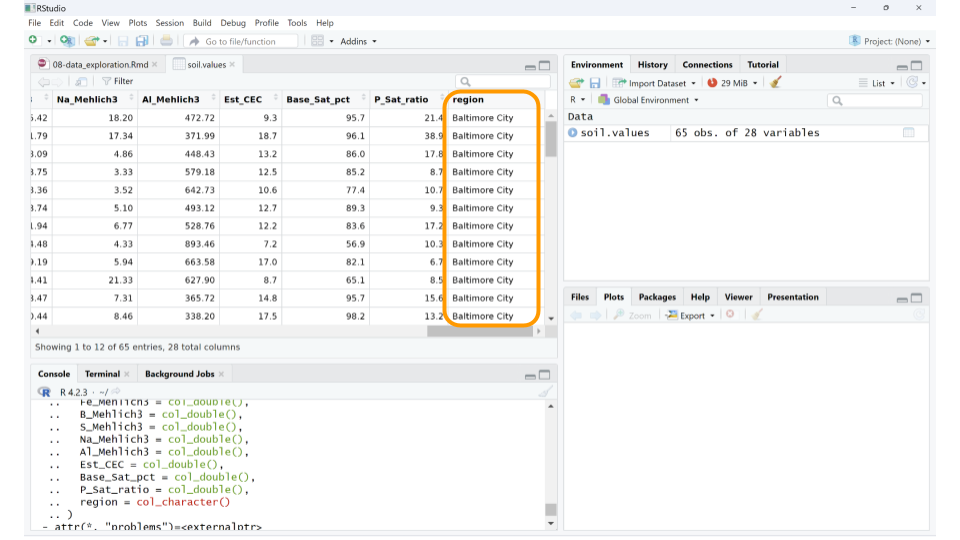 RStudio
File Edit Code View Plots Session Build Debug Profile Tools Help
Go to file/function Addins Project: (None)
08-data_exploration.Rmd soil.values
Filter
Na_Mehlich3 Al_Mehlich3 Est_CEC Base_Sat_pct P_Sat_ratio region
.42 18.20 472.72 9.3 95.7 21.4 Baltimore City
.79 17.34 371.99 18.7 96.1 38.9 Baltimore City
.09 4.86 448.43 13.2 86.0 17.8 Baltimore City
.75 3.33 579.18 12.5 85.2 8.7 Baltimore City
.36 3.52 642.73 10.6 77.4 10.7 Baltimore City
.74 5.10 493.12 12.7 89.3 9.3 Baltimore City
.94 6.77 528.76 12.2 83.6 17.2 Baltimore City
.48 4.33 893.46 7.2 56.9 10.3 Baltimore City
.19 5.94 663.58 17.0 82.1 6.7 Baltimore City
.41 21.33 627.90 8.7 65.1 8.5 Baltimore City
.47 7.31 365.72 14.8 95.7 15.6 Baltimore City
.44 8.46 338.20 17.5 98.2 13.2 Baltimore City
Showing 1 to 12 of 65 entries, 28 total columns
Console Terminal Background Jobs
R 4.2.3 · ~/
.. Fe_Mehlich3 = col_double(),
.. B_Mehlich3 = col_double(),
.. S_Mehlich3 = col_double(),
.. Na_Mehlich3 = col_double(),
.. Al_Mehlich3 = col_double(),
.. Est_CEC = col_double(),
.. Base_Sat_pct = col_double(),
.. P_Sat_ratio = col_double(),
.. region = col_character()
.. )
- attr(*, "problems")=<externalptr>
Environment History Connections Tutorial
Import Dataset 29 MiB List
R Global Environment
Data
soil.values 65 obs. of 28 variables
Files Plots Packages Help Viewer Presentation
Zoom Export